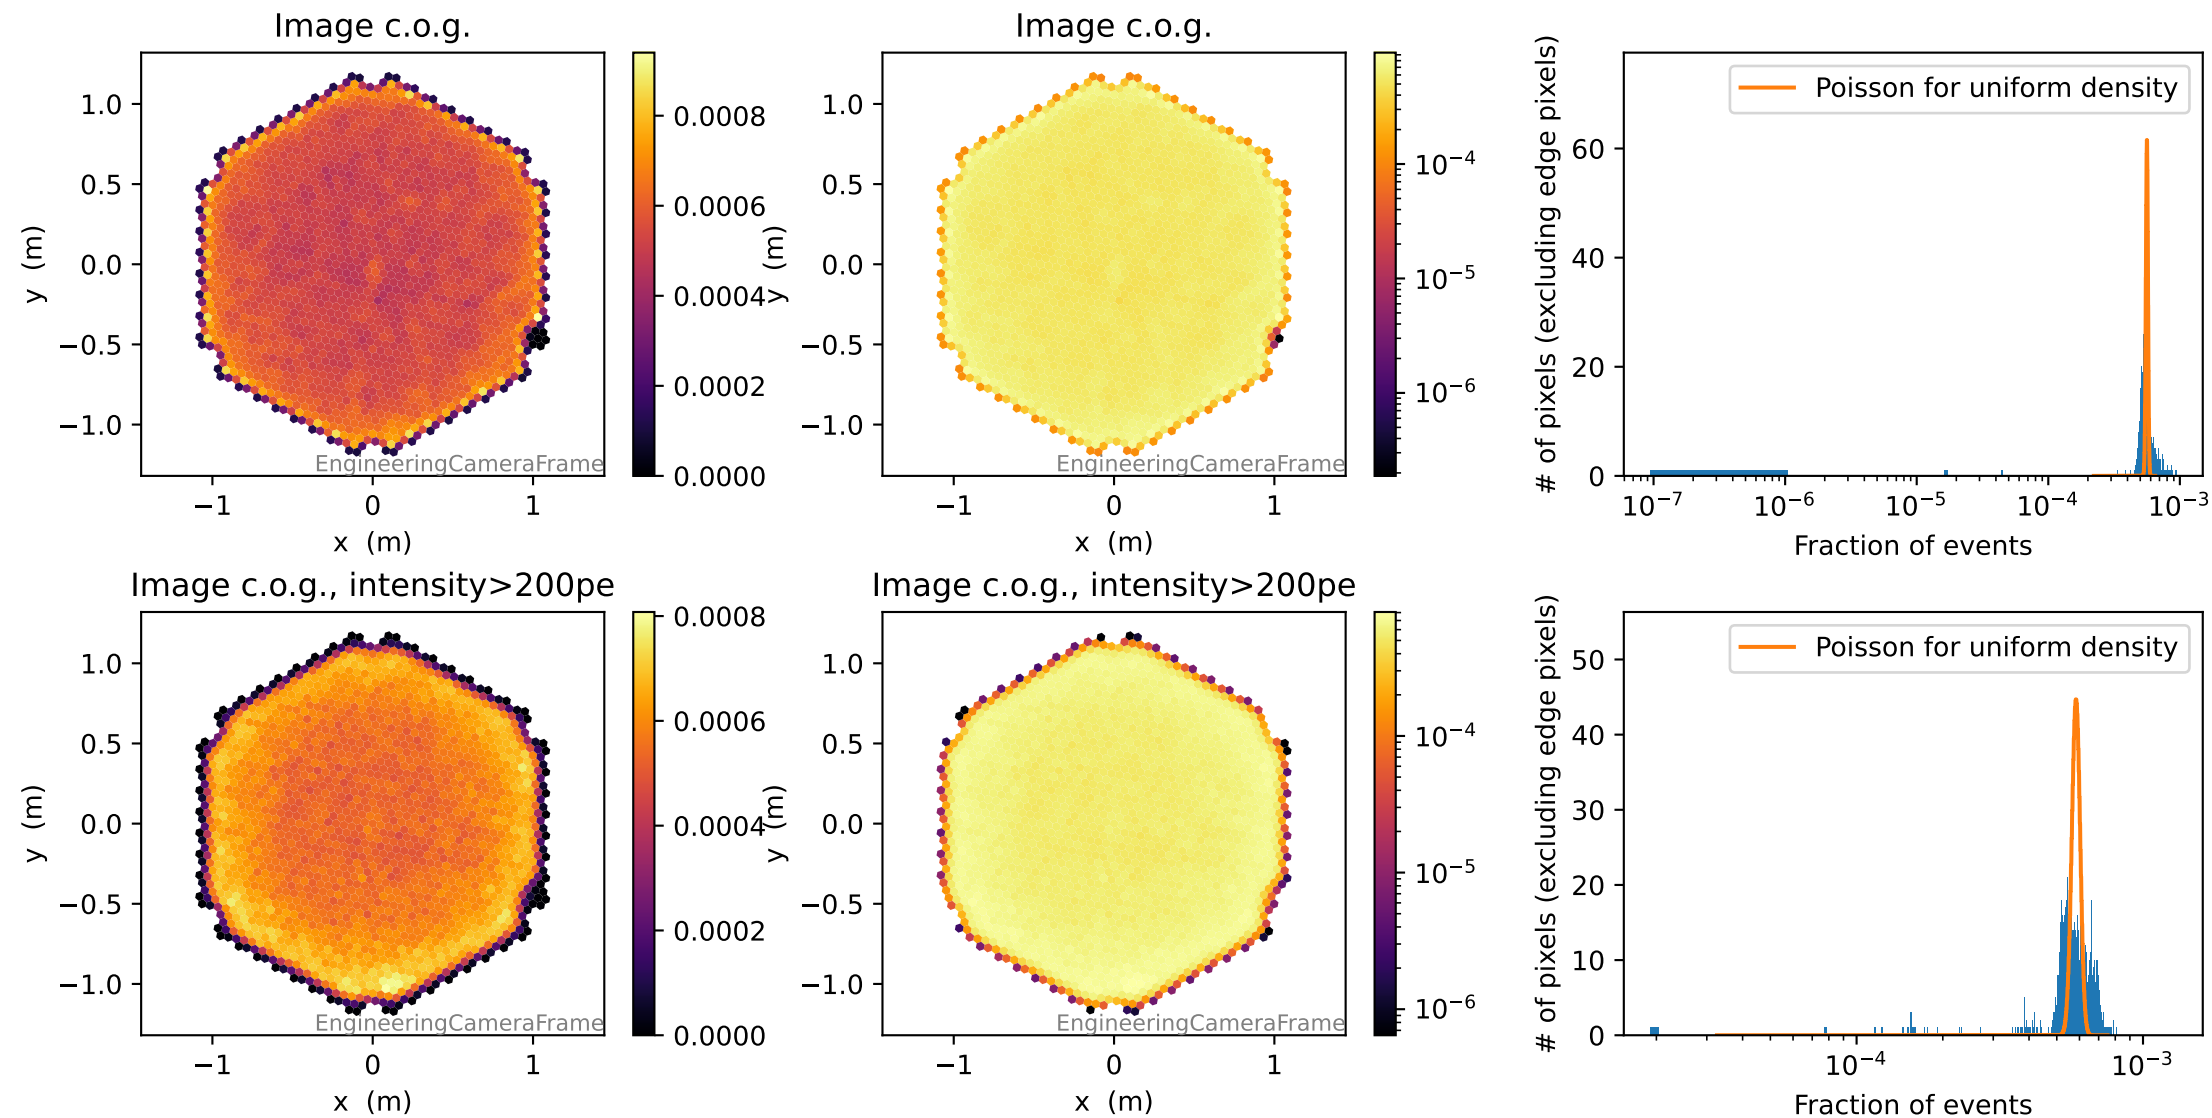 Image c.o.g.
y (m)
1.0
0.5
0.0
−0.5
−1.0
−1
0
1
x (m)
EngineeringCameraFrame
0.0008
0.0006
0.0004
0.0002
0.0000
Image c.o.g.
y (m)
1.0
0.5
0.0
−0.5
−1.0
−1
0
1
x (m)
EngineeringCameraFrame
10⁻⁴
10⁻⁵
10⁻⁶
# of pixels (excluding edge pixels)
60
40
20
0
Poisson for uniform density
10⁻⁷
10⁻⁶
10⁻⁵
10⁻⁴
10⁻³
Fraction of events
Image c.o.g., intensity>200pe
y (m)
1.0
0.5
0.0
−0.5
−1.0
−1
0
1
x (m)
EngineeringCameraFrame
0.0008
0.0006
0.0004
0.0002
0.0000
Image c.o.g., intensity>200pe
y (m)
1.0
0.5
0.0
−0.5
−1.0
−1
0
1
x (m)
EngineeringCameraFrame
10⁻⁴
10⁻⁵
10⁻⁶
# of pixels (excluding edge pixels)
50
40
30
20
10
0
Poisson for uniform density
10⁻⁴
10⁻³
Fraction of events